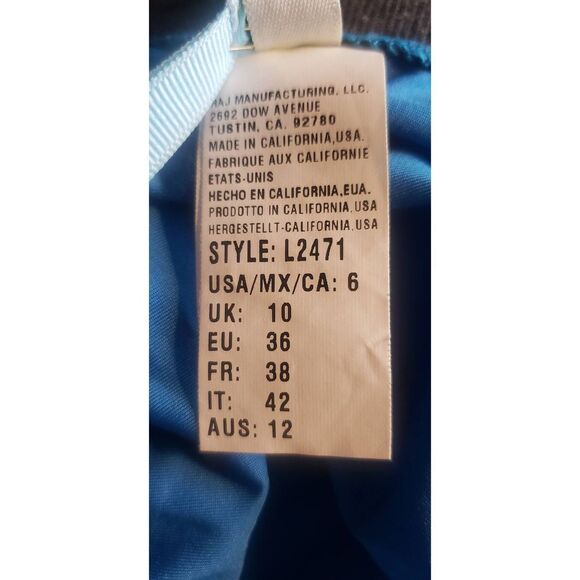 RAJ MANUFACTURING, LLC.
2692 DOW AVENUE
TUSTIN, CA. 92780
MADE IN CALIFORNIA,USA.
FABRIQUE AUX CALIFORNIE
ETATS-UNIS
HECHO EN CALIFORNIA,EUA.
PRODOTTO IN CALIFORNIA,USA
HERGESTELLT-CALIFORNIA,USA
STYLE: L2471
USA/MX/CA: 6
UK: 10
EU: 36
FR: 38
IT: 42
AUS: 12